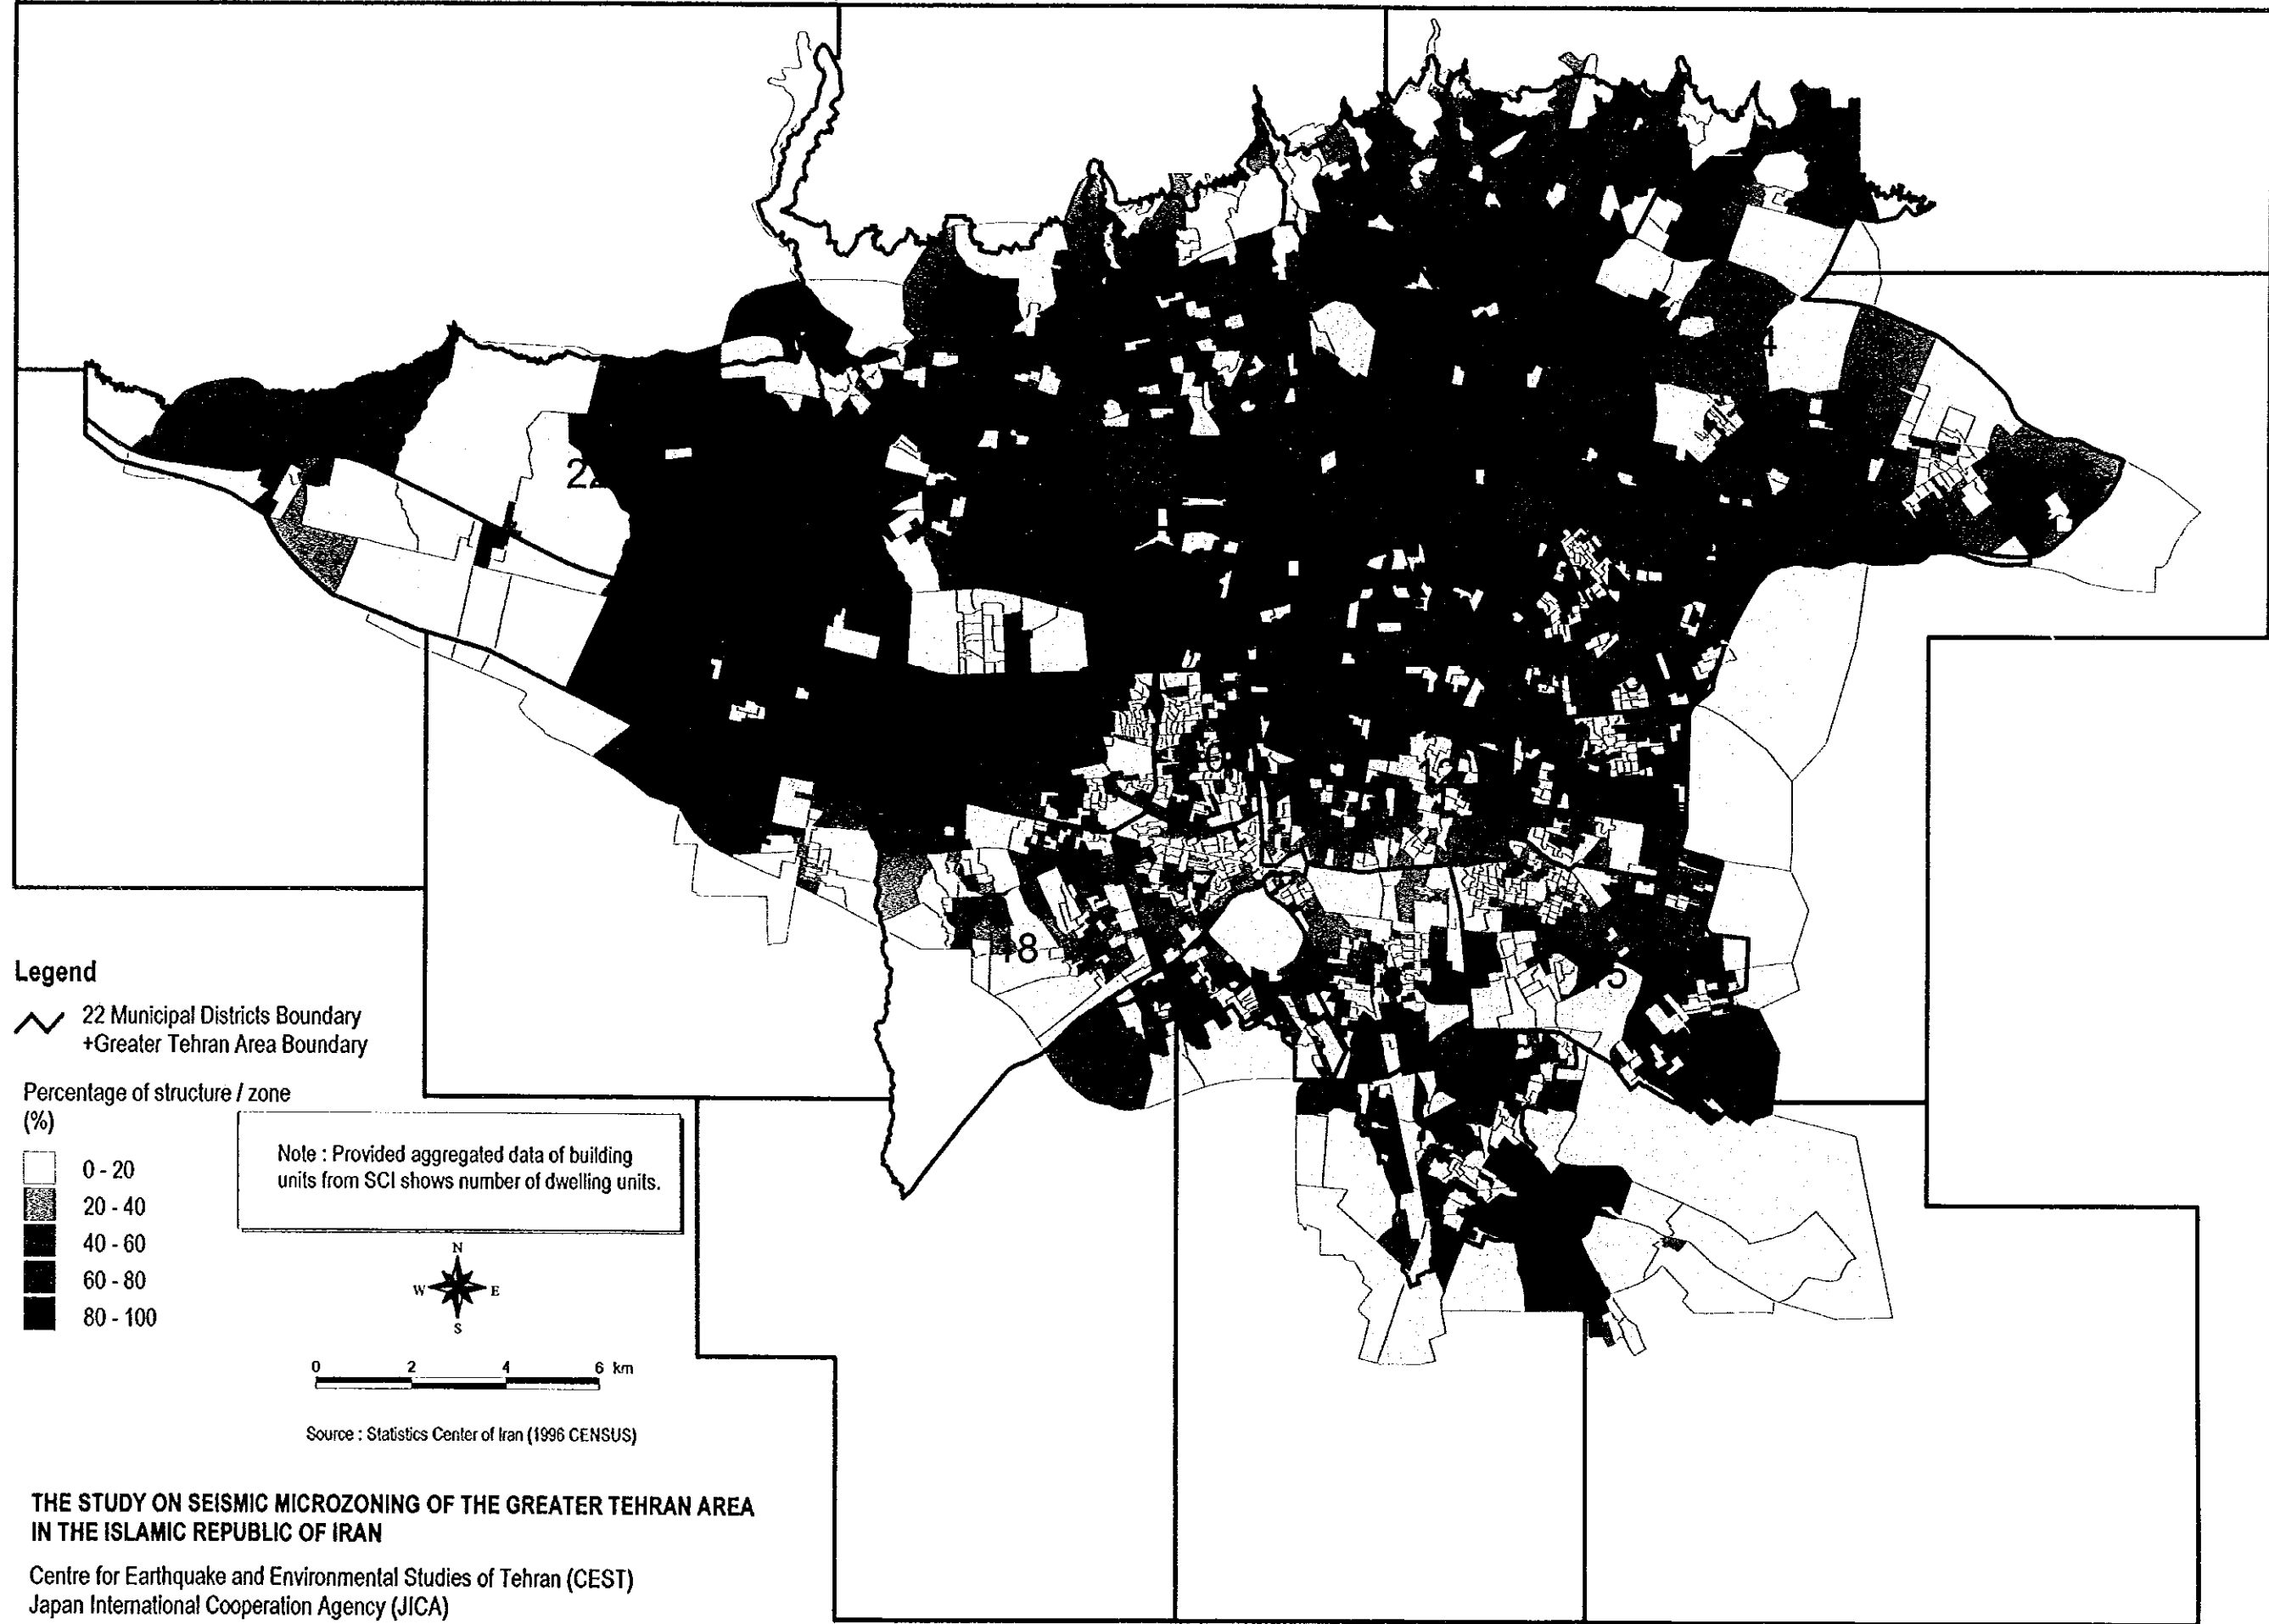 4
22
6
12
18
15
Legend
22 Municipal Districts Boundary
+Greater Tehran Area Boundary
Percentage of structure / zone
(%)
0 - 20
20 - 40
40 - 60
60 - 80
80 - 100
Note : Provided aggregated data of building
units from SCI shows number of dwelling units.
N
W E
S
0 2 4 6 km
Source : Statistics Center of Iran (1996 CENSUS)
THE STUDY ON SEISMIC MICROZONING OF THE GREATER TEHRAN AREA
IN THE ISLAMIC REPUBLIC OF IRAN
Centre for Earthquake and Environmental Studies of Tehran (CEST)
Japan International Cooperation Agency (JICA)